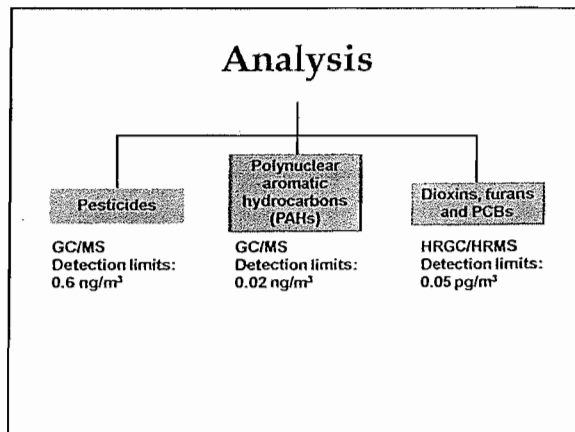 Analysis
Pesticides
GC/MS
Detection limits:
0.6 ng/m³
Polynuclear
aromatic
hydrocarbons
(PAHs)
GC/MS
Detection limits:
0.02 ng/m³
Dioxins, furans
and PCBs
HRGC/HRMS
Detection limits:
0.05 pg/m³